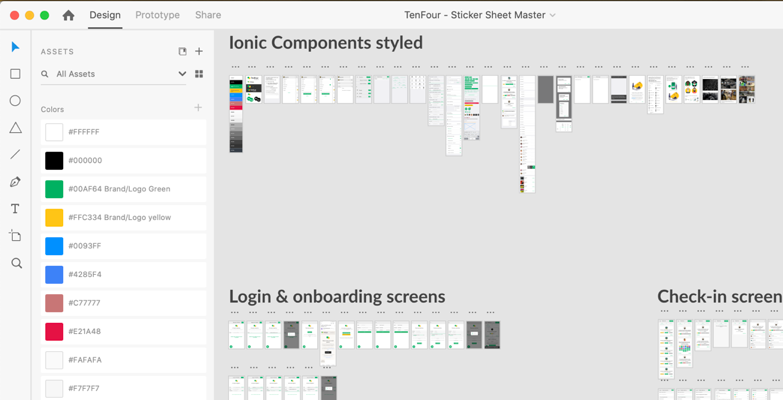 Design Prototype Share TenFour - Sticker Sheet Master
Ionic Components styled
ASSETS
All Assets
Colors
#FFFFFF
#000000
#00AF64 Brand/Logo Green
#FFC334 Brand/Logo yellow
#0093FF
#4285F4
#C77777
#E21A4B
#FAFAFA
#F7F7F7
Login & onboarding screens
Check-in screen